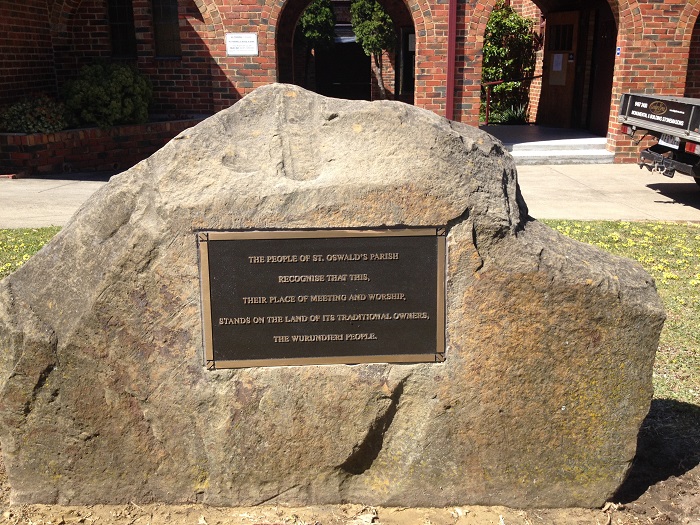 THE PEOPLE OF ST. OSWALD'S PARISH
RECOGNISE THAT THIS,
THEIR PLACE OF MEETING AND WORSHIP,
STANDS ON THE LAND OF ITS TRADITIONAL OWNERS,
THE WURUNDJERI PEOPLE.